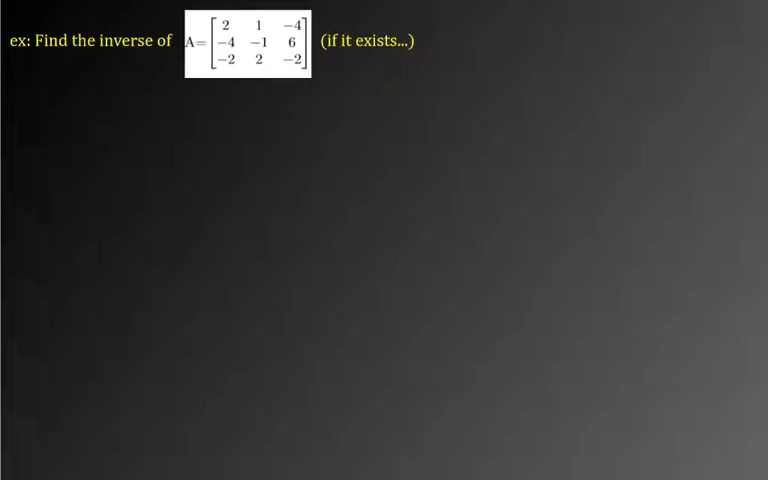 ex: Find the inverse of A= [ 2 1 −4 ] (if it exists...)
[ −4 −1 6 ]
[ −2 2 −2 ]